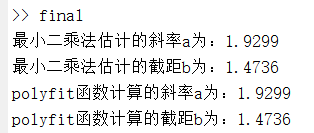 >> final
最小二乘法估计的斜率a为：1.9299
最小二乘法估计的截距b为：1.4736
polyfit函数计算的斜率a为：1.9299
polyfit函数计算的截距b为：1.4736